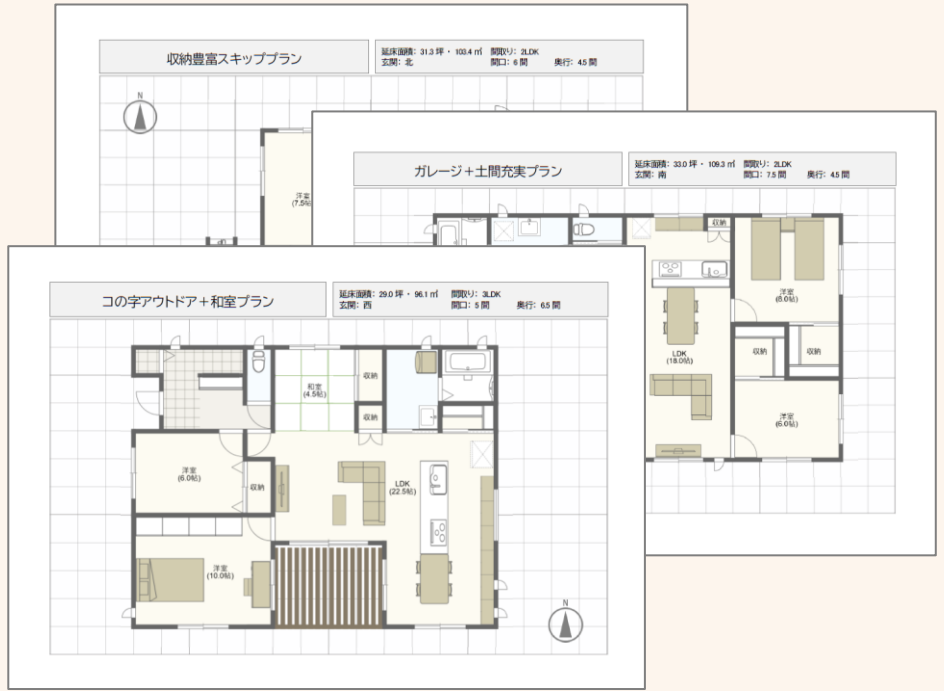 収納豊富スキッププラン
延床面積: 31.3 坪 ・ 103.4 ㎡ 間取り: 2LDK
玄関: 北 間口: 6 間 奥行: 4.5 間
N
洋室
(7.5帖)
ガレージ+土間充実プラン
延床面積: 33.0 坪 ・ 109.3 ㎡ 間取り: 2LDK
玄関: 南 間口: 7.5 間 奥行: 4.5 間
収納
洋室
(8.0帖)
LDK
(18.0帖)
収納
収納
洋室
(6.0帖)
コの字アウトドア+和室プラン
延床面積: 29.0 坪 ・ 96.1 ㎡ 間取り: 3LDK
玄関: 西 間口: 5 間 奥行: 6.5 間
和室
(4.5帖)
収納
収納
洋室
(6.0帖)
収納
LDK
(22.5帖)
洋室
(10.0帖)
N